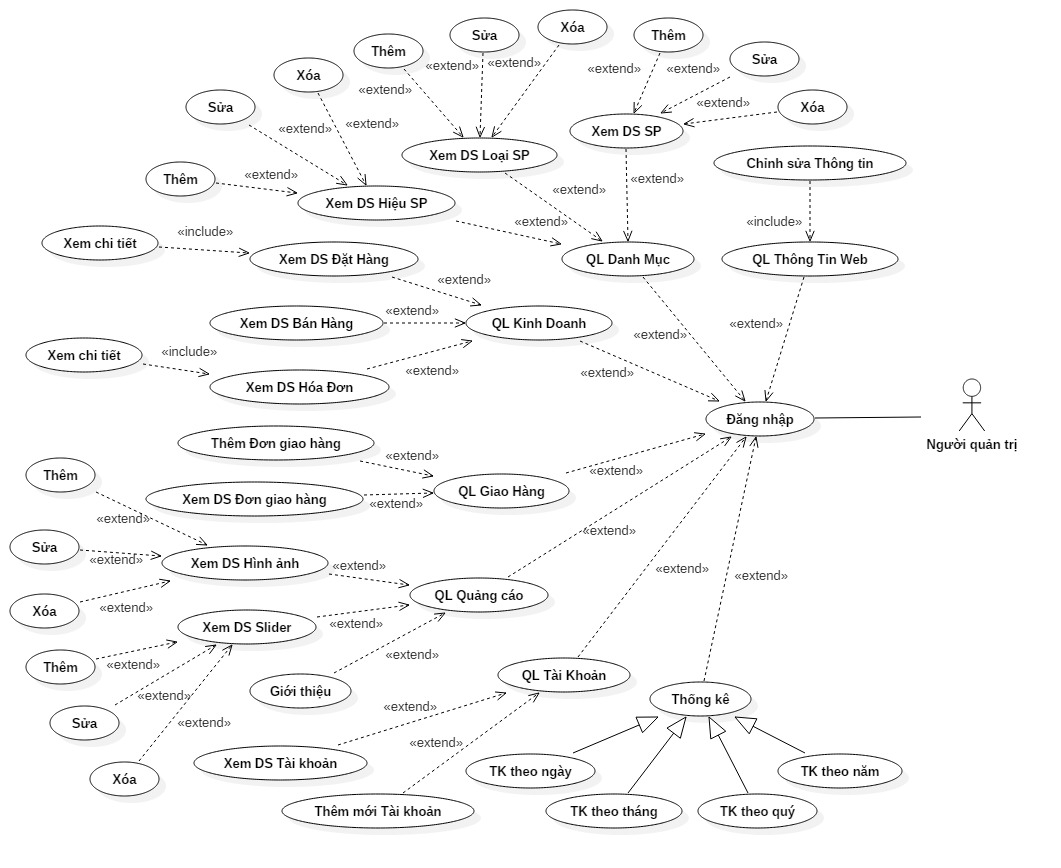 Xóa
Sửa
Thêm
Thêm
«extend»
«extend»
«extend»
Sửa
«extend»
«extend»
Xóa
«extend»
Xóa
Sửa
«extend»
«extend»
Xem DS SP
Xem DS Loại SP
Chỉnh sửa Thông tin
Thêm
«extend»
«extend»
«extend»
Xem DS Hiệu SP
«extend»
«include»
Xem chi tiết
«include»
Xem DS Đặt Hàng
QL Danh Mục
QL Thông Tin Web
«extend»
Xem DS Bán Hàng
«extend»
QL Kinh Doanh
«extend»
«extend»
Xem chi tiết
«include»
Xem DS Hóa Đơn
«extend»
«extend»
Đăng nhập
Người quản trị
Thêm Đơn giao hàng
«extend»
Thêm
«extend»
Xem DS Đơn giao hàng
«extend»
QL Giao Hàng
«extend»
«extend»
Sửa
«extend»
Xem DS Hình ảnh
«extend»
«extend»
«extend»
QL Quảng cáo
Xóa
«extend»
Xem DS Slider
«extend»
Thêm
«extend»
«extend»
QL Tài Khoản
Giới thiệu
«extend»
Thống kê
«extend»
Sửa
«extend»
«extend»
Xem DS Tài khoản
TK theo ngày
TK theo năm
Xóa
Thêm mới Tài khoản
TK theo tháng
TK theo quý